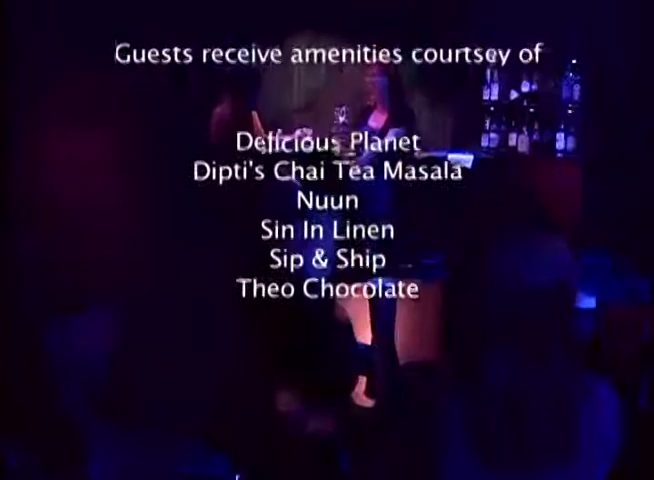 Guests receive amenities courtsey of
Delicious Planet
Dipti's Chai Tea Masala
Nuun
Sin In Linen
Sip & Ship
Theo Chocolate